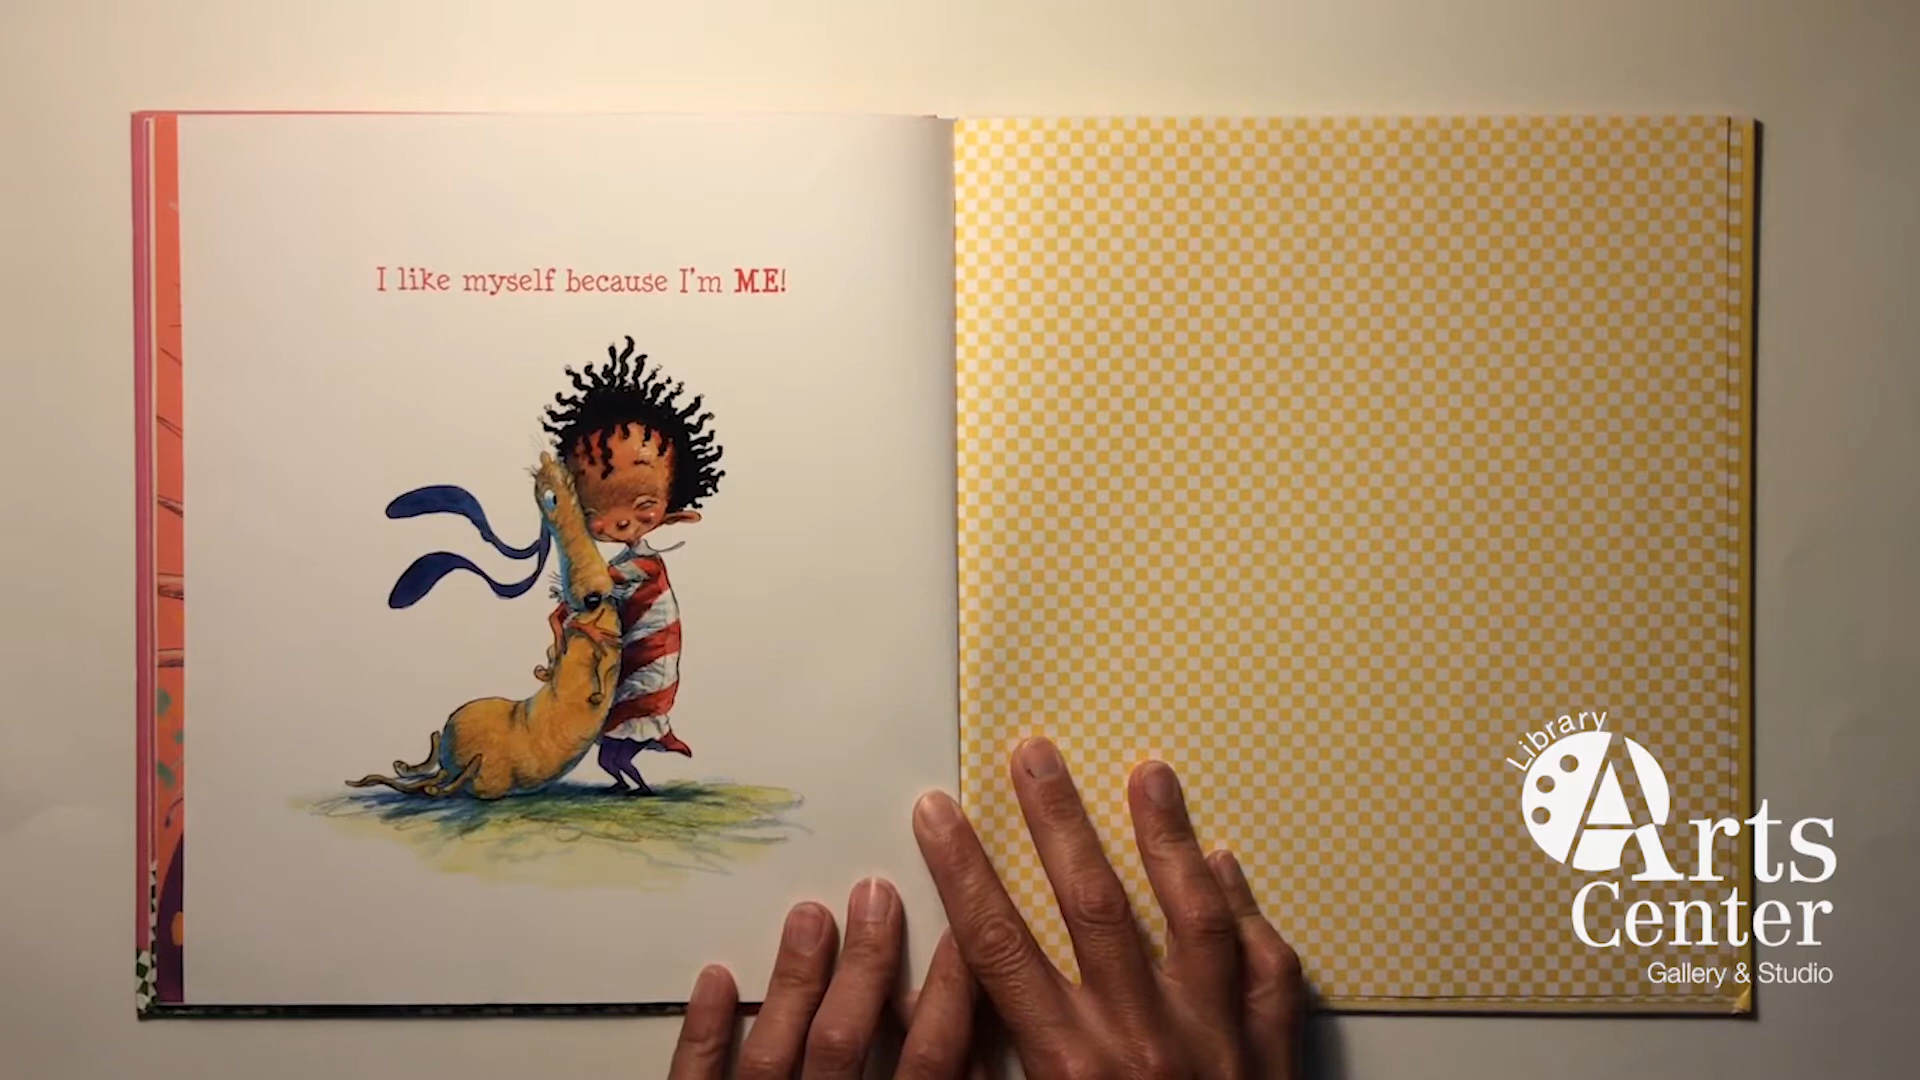 I like myself because I'm ME!
Library
Arts
Center
Gallery & Studio